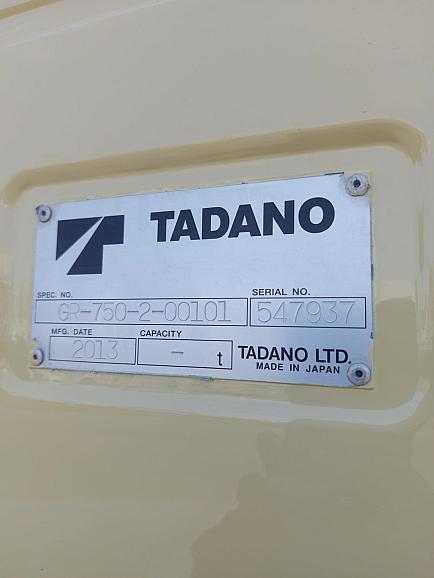 TADANO
SPEC. NO. SERIAL NO.
GR-750-2-00101 547937
MFG. DATE CAPACITY
2013 - t TADANO LTD.
MADE IN JAPAN